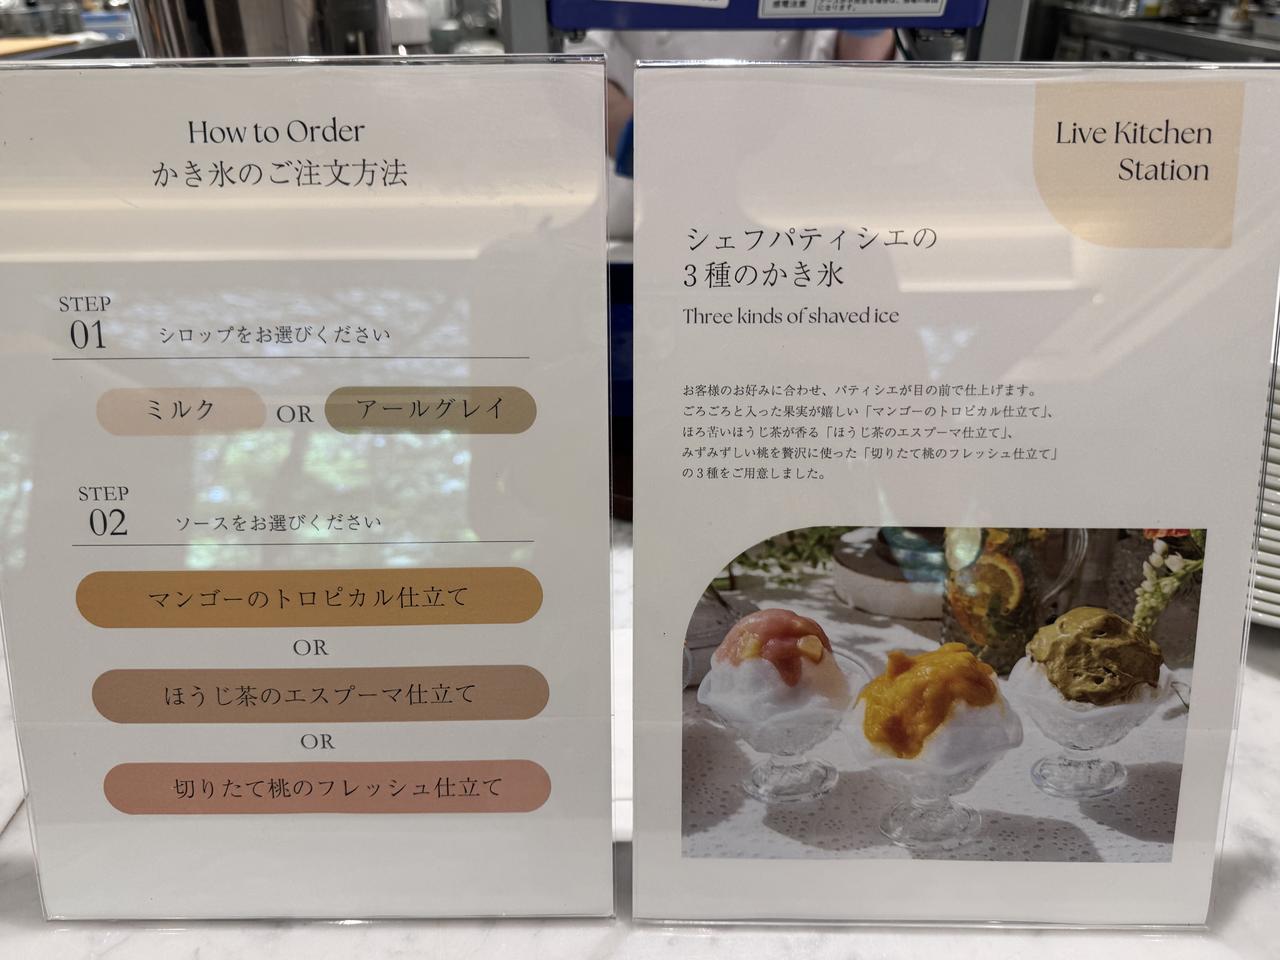 How to Order
かき氷のご注文方法
STEP
01
シロップをお選びください
ミルク
OR
アールグレイ
STEP
02
ソースをお選びください
マンゴーのトロピカル仕立て
OR
ほうじ茶のエスプーマ仕立て
OR
切りたて桃のフレッシュ仕立て
Live Kitchen
Station
シェフパティシエの
3種のかき氷
Three kinds of shaved ice
お客様のお好みに合わせ、パティシエが目の前で仕上げます。
ごろごろと入った果実が嬉しい「マンゴーのトロピカル仕立て」、
ほろ苦いほうじ茶が香る「ほうじ茶のエスプーマ仕立て」、
みずみずしい桃を贅沢に使った「切りたて桃のフレッシュ仕立て」
の3種をご用意しました。